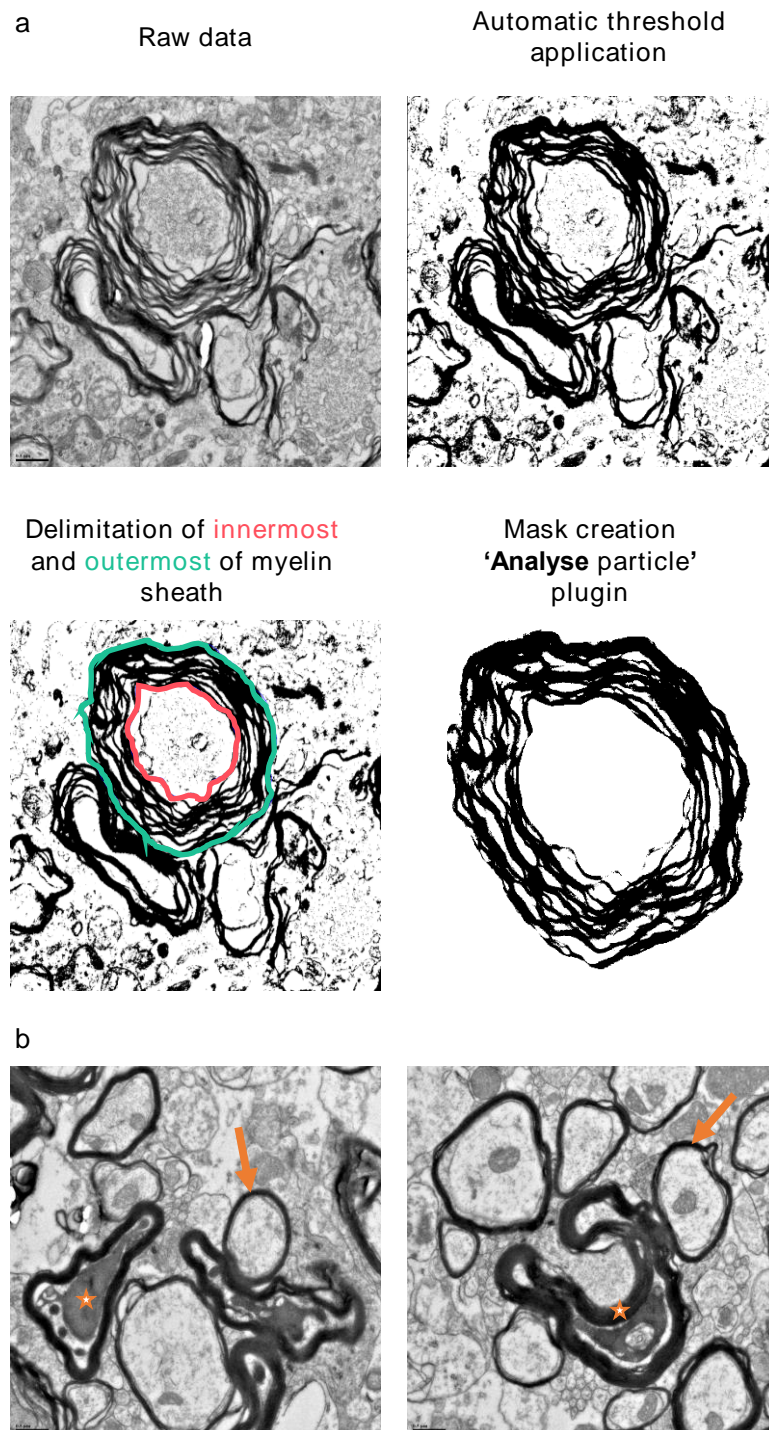 a
Raw data
Automatic threshold
application
Delimitation of innermost
and outermost of myelin
sheath
Mask creation
‘Analyse particle’
plugin
b